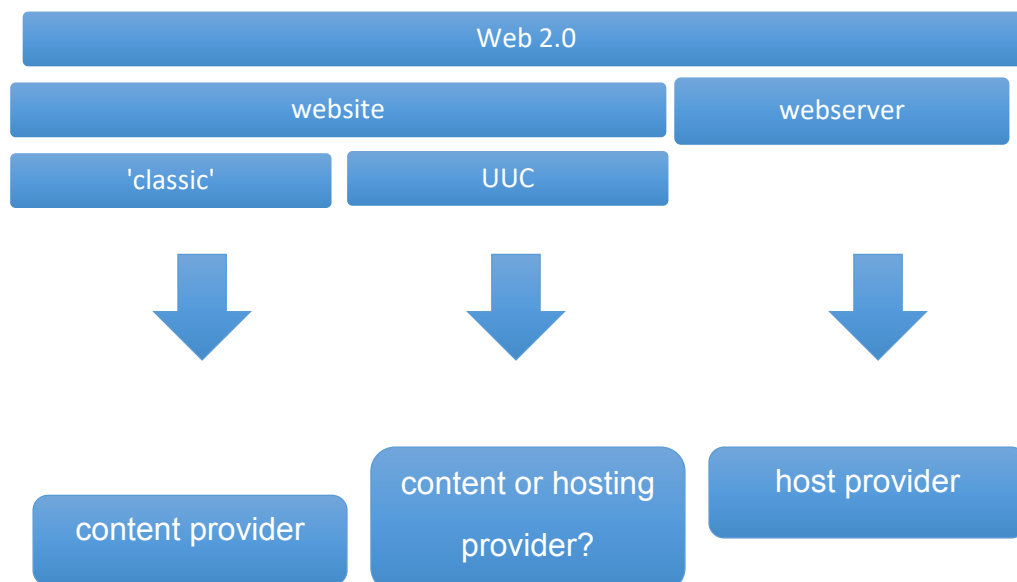 Web 2.0
website
webserver
'classic'
UUC
content provider
content or hosting
provider?
host provider